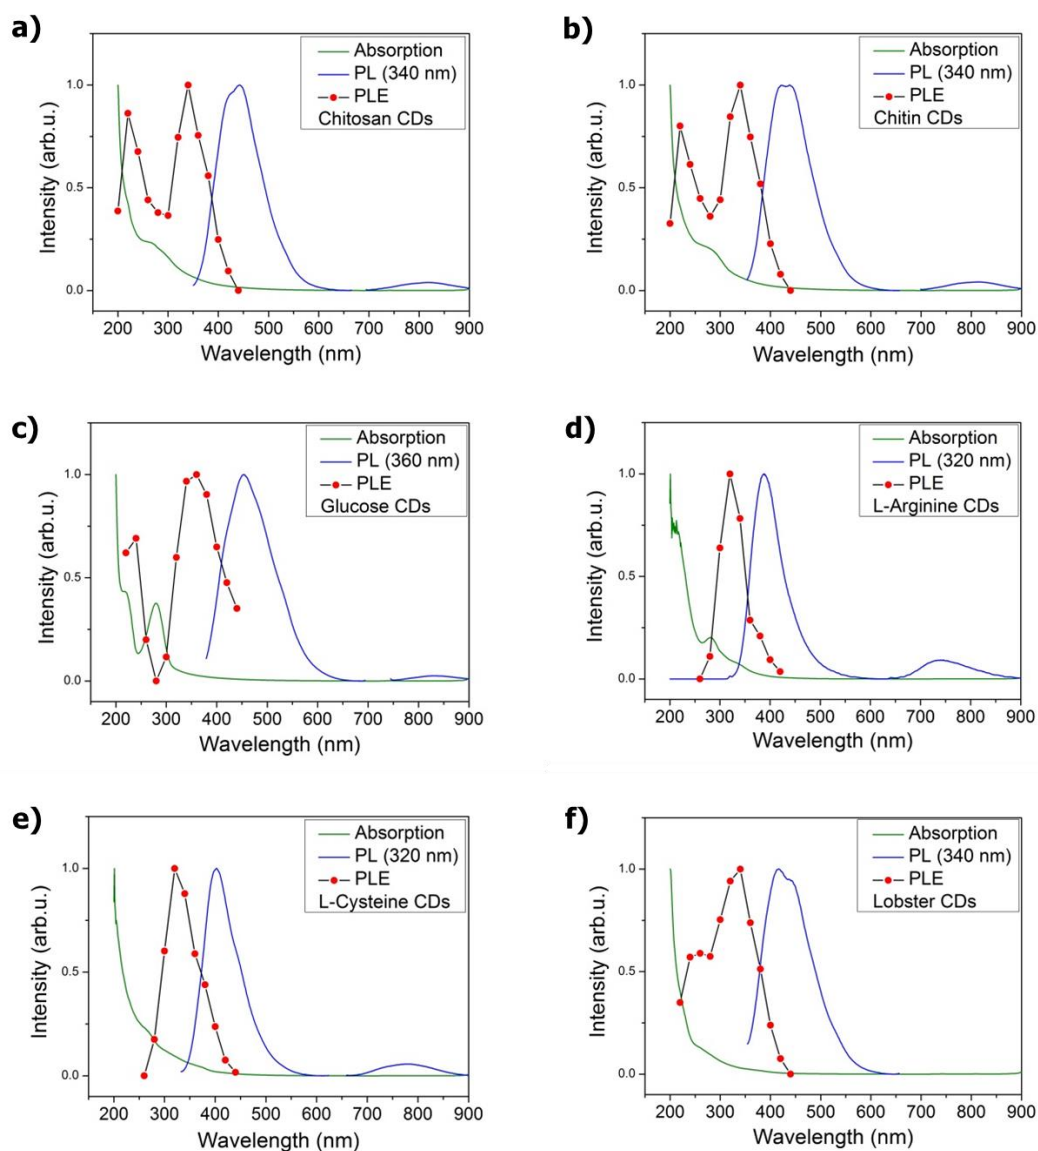 a)
Absorption
PL (340 nm)
PLE
Chitosan CDs
1.0
0.5
0.0
Intensity (arb.u.)
200 300 400 500 600 700 800 900
Wavelength (nm)
b)
Absorption
PL (340 nm)
PLE
Chitin CDs
1.0
0.5
0.0
Intensity (arb.u.)
200 300 400 500 600 700 800 900
Wavelength (nm)
c)
Absorption
PL (360 nm)
PLE
Glucose CDs
1.0
0.5
0.0
Intensity (arb.u.)
200 300 400 500 600 700 800 900
Wavelength (nm)
d)
Absorption
PL (320 nm)
PLE
L-Arginine CDs
1.0
0.5
0.0
Intensity (arb.u.)
200 300 400 500 600 700 800 900
Wavelength (nm)
e)
Absorption
PL (320 nm)
PLE
L-Cysteine CDs
1.0
0.5
0.0
Intensity (arb.u.)
200 300 400 500 600 700 800 900
Wavelength (nm)
f)
Absorption
PL (340 nm)
PLE
Lobster CDs
1.0
0.5
0.0
Intensity (arb.u.)
200 300 400 500 600 700 800 900
Wavelength (nm)